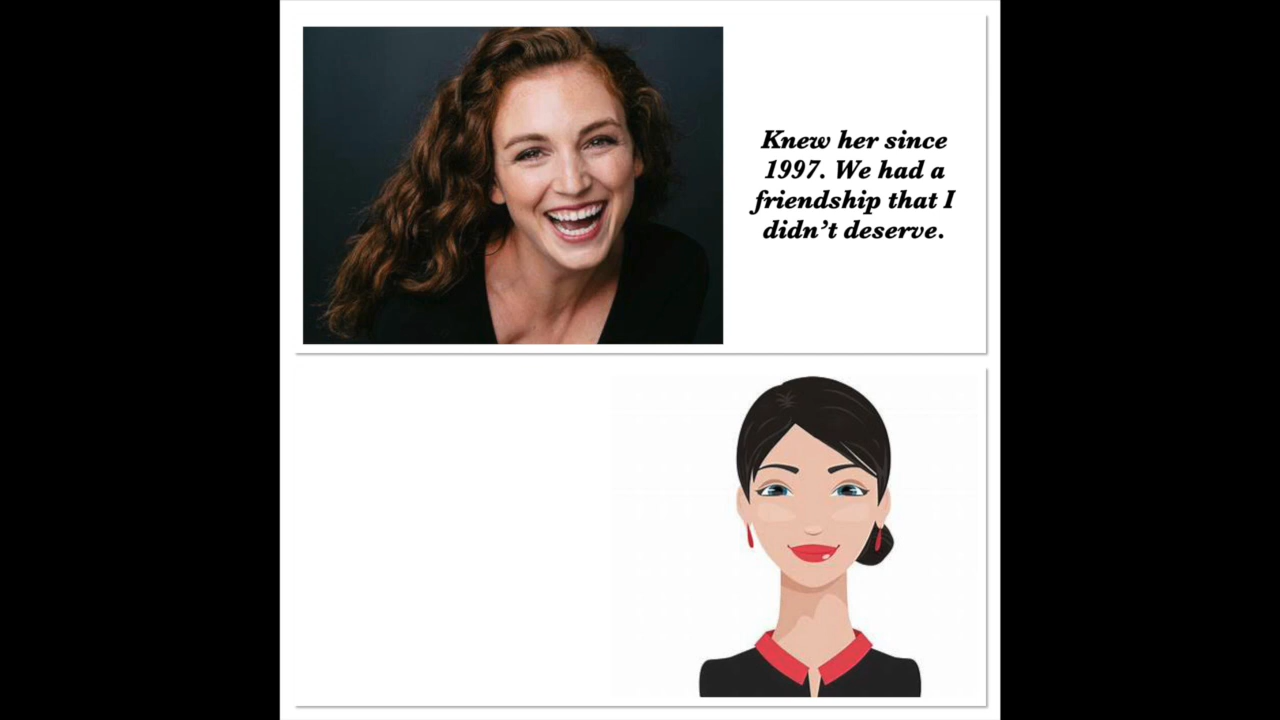 Knew her since
1997. We had a
friendship that I
didn’t deserve.